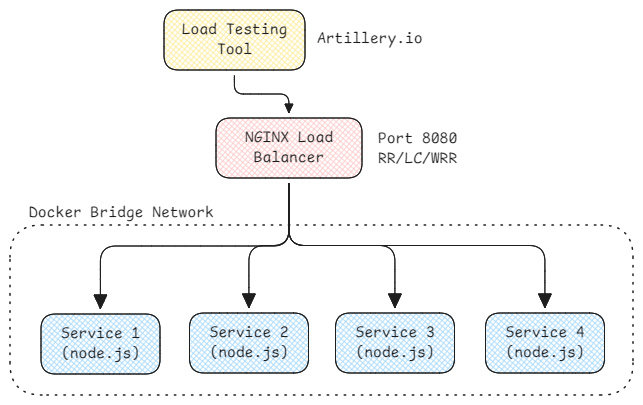 Load Testing
Tool
Artillery.io
NGINX Load
Balancer
Port 8080
RR/LC/WRR
Docker Bridge Network
Service 1
(node.js)
Service 2
(node.js)
Service 3
(node.js)
Service 4
(node.js)